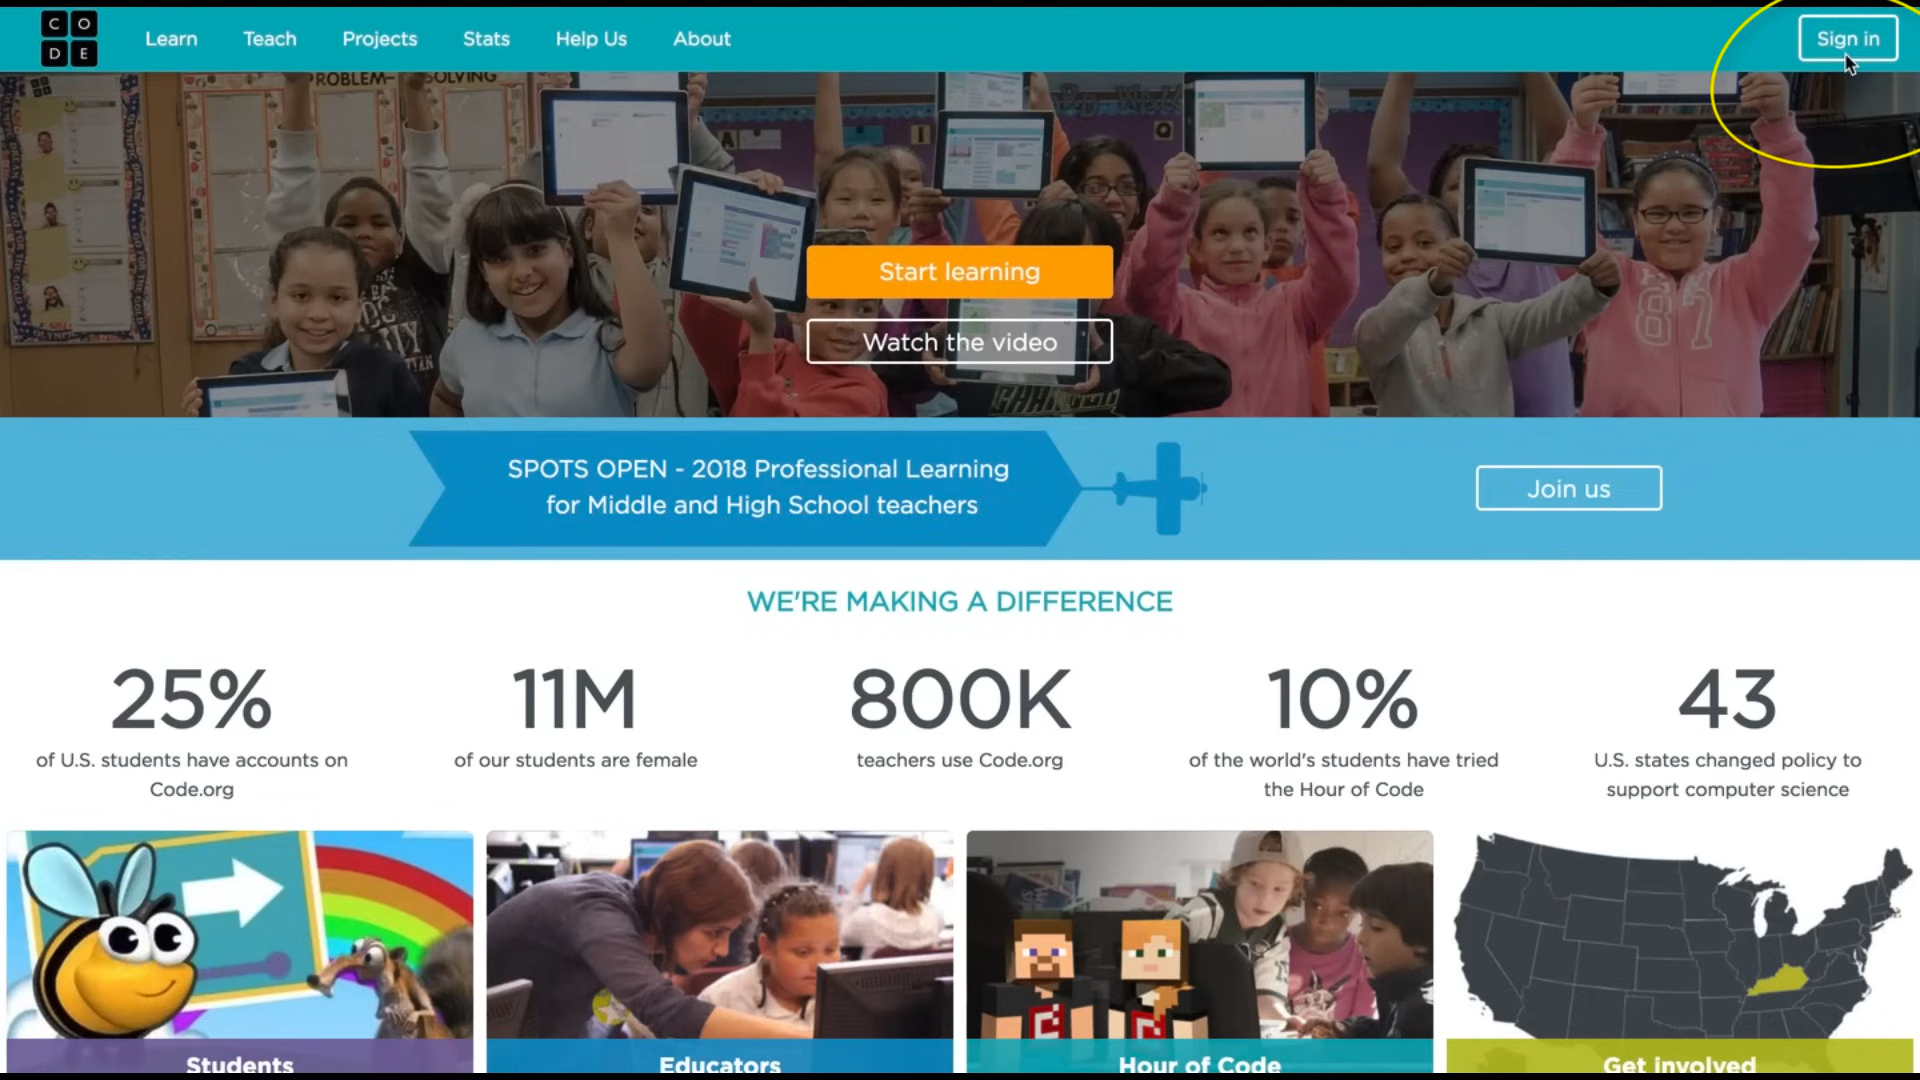 C O
D E
Learn Teach Projects Stats Help Us About Sign in
PROBLEM- SOLVING
Start learning
Watch the video
87
SPOTS OPEN - 2018 Professional Learning
for Middle and High School teachers
Join us
WE'RE MAKING A DIFFERENCE
25%
of U.S. students have accounts on
Code.org
11M
of our students are female
800K
teachers use Code.org
10%
of the world's students have tried
the Hour of Code
43
U.S. states changed policy to
support computer science
Students
Educators
Hour of Code
Get involved